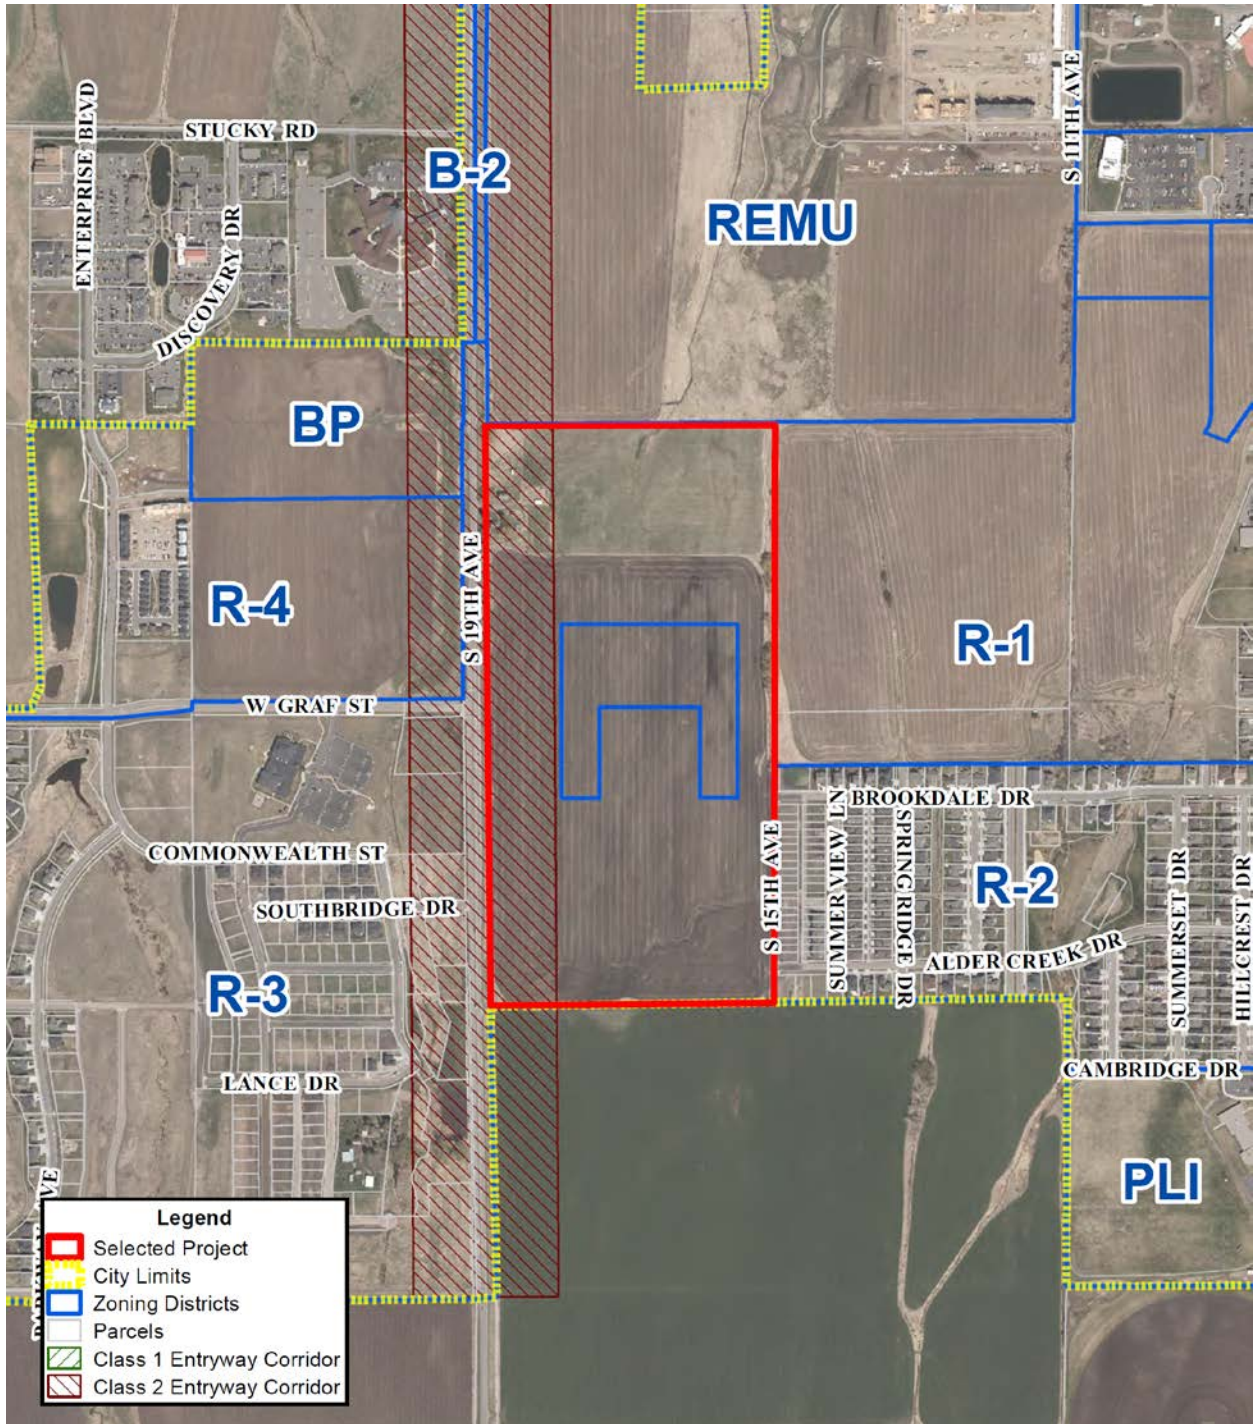 STUCKY RD
ENTERPRISE BLVD
DISCOVERY DR
B-2
S 11TH AVE
REMU
BP
S 19TH AVE
R-4
R-1
W GRAF ST
BROOKDALE DR
COMMONWEALTH ST
SOUTHBRIDGE DR
S 15TH AVE
SUMMERVIEW LN
SPRING RIDGE DR
R-2
SUMMERSET DR
HILLCREST DR
ALDER CREEK DR
R-3
LANCE DR
CAMBRIDGE DR
PLI
AVE
Legend
Selected Project
City Limits
Zoning Districts
Parcels
Class 1 Entryway Corridor
Class 2 Entryway Corridor